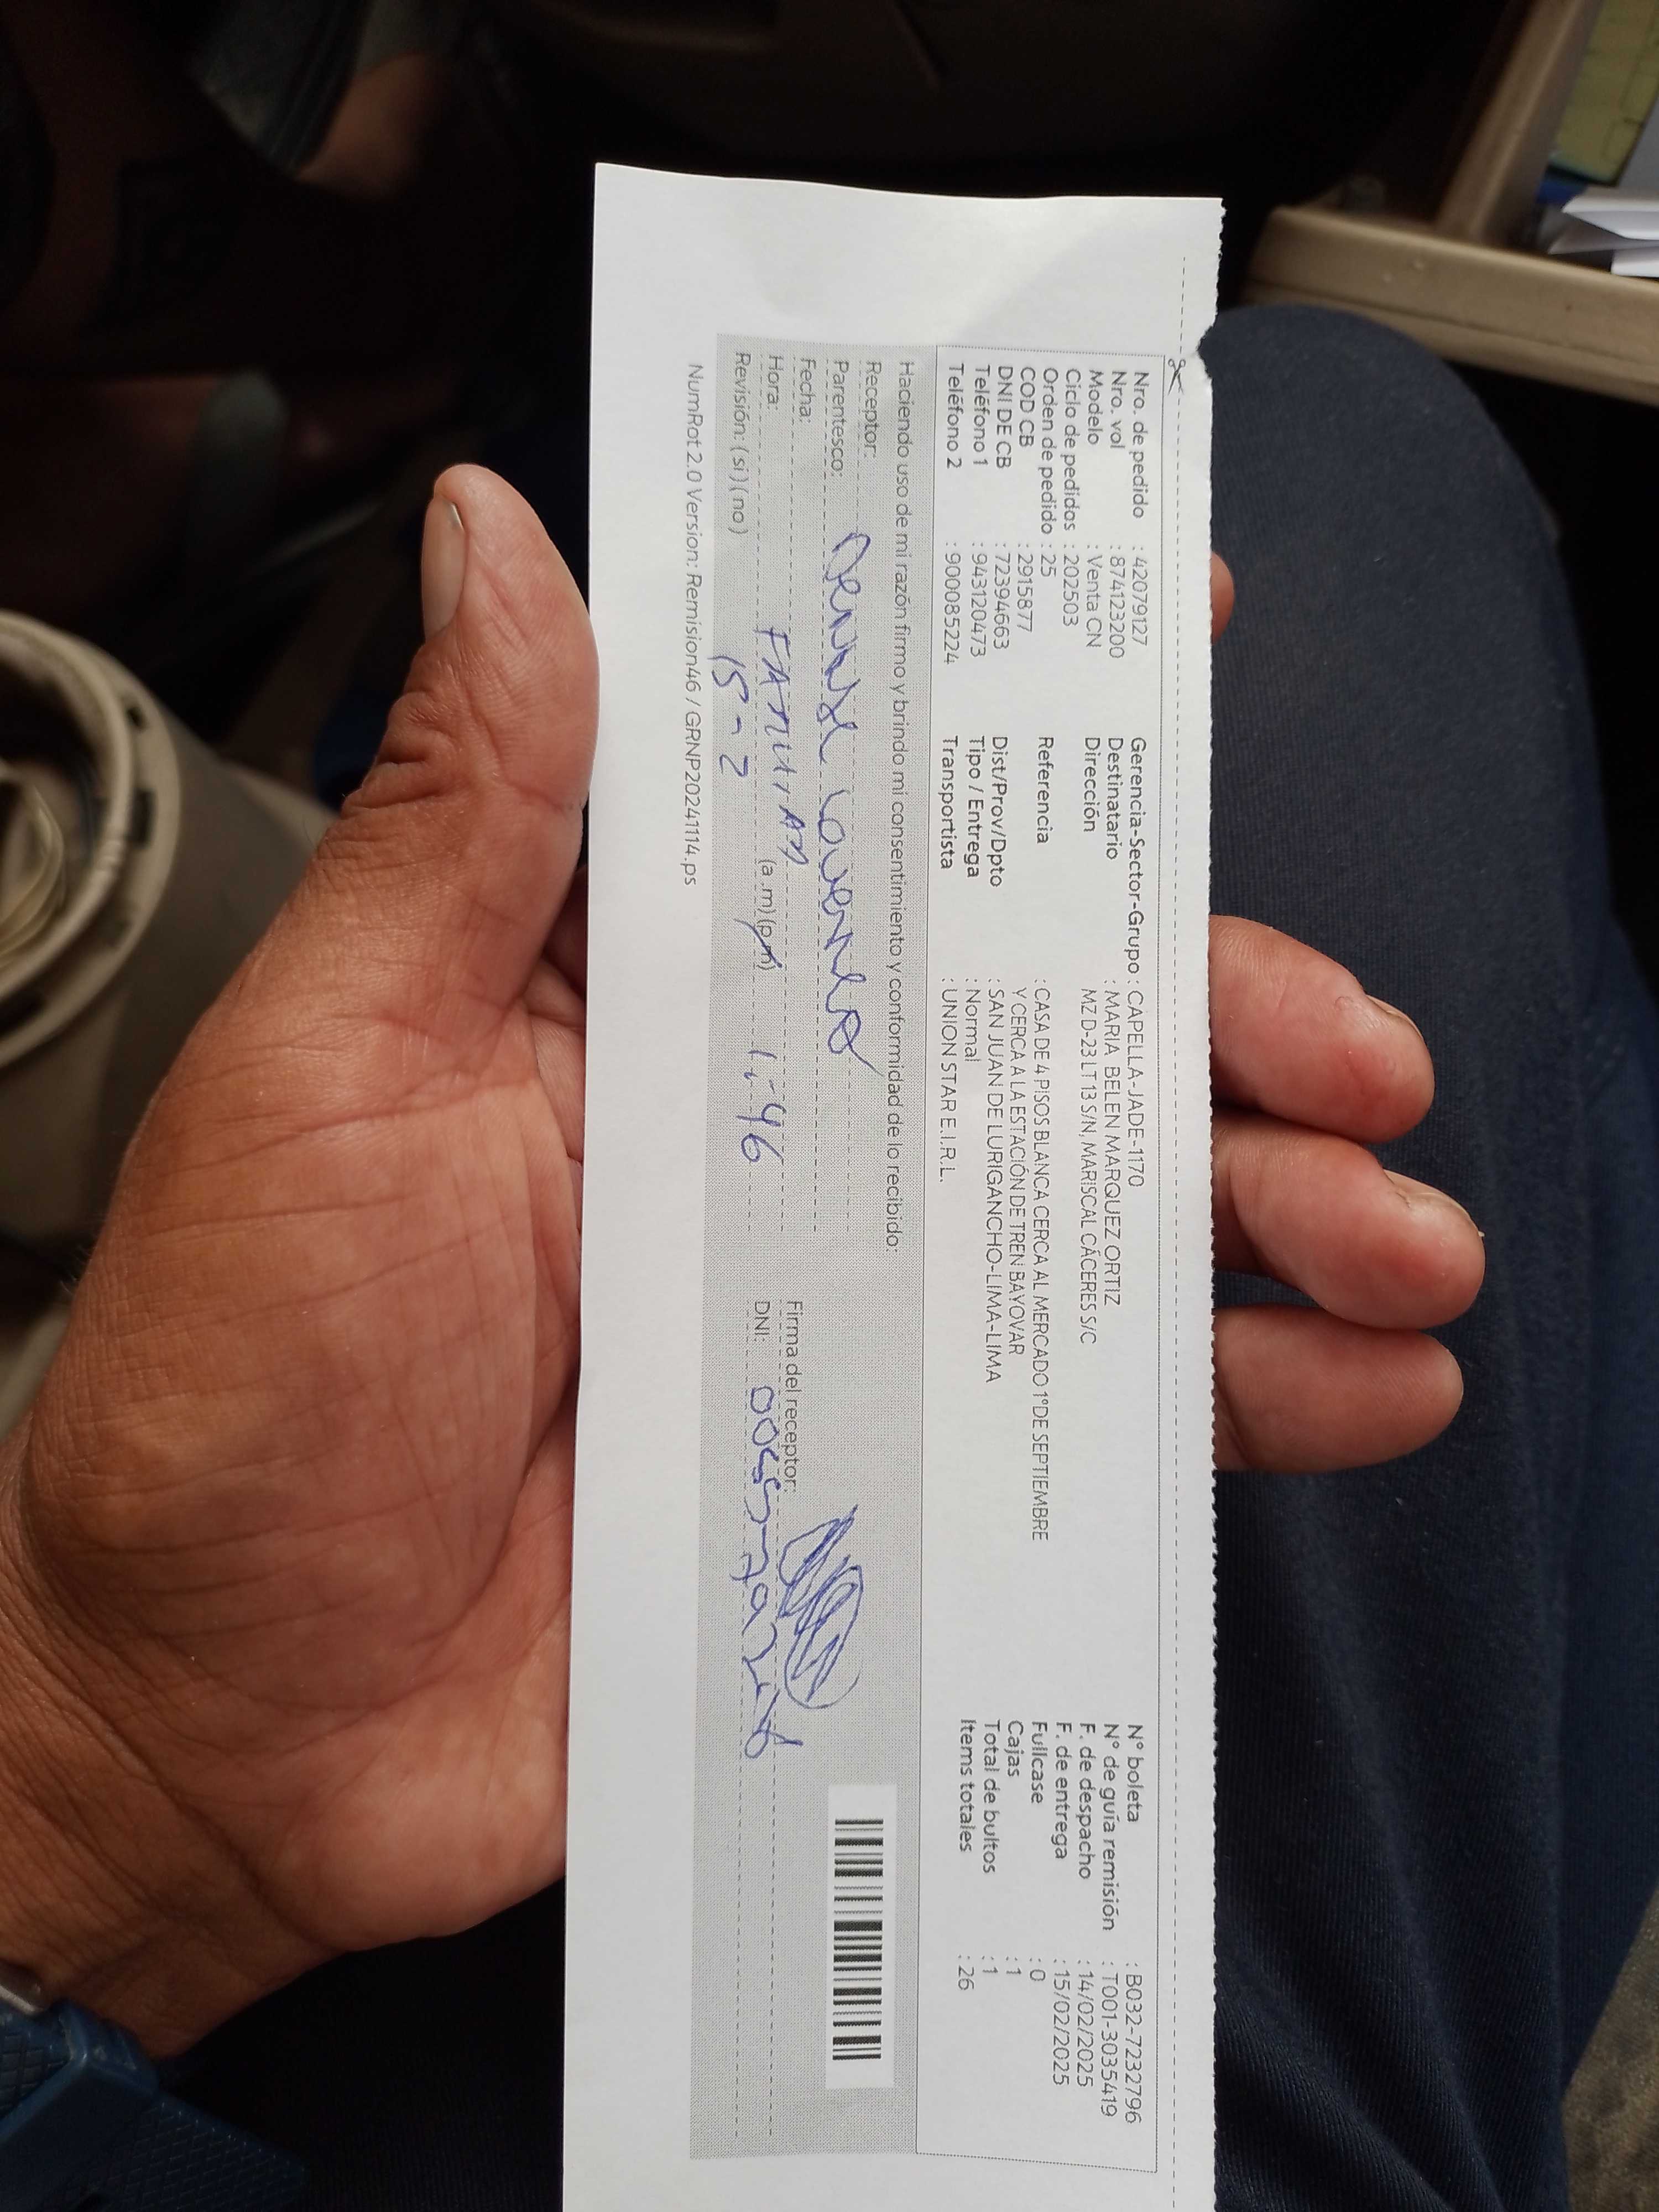 Nro. de pedido : 42079127
Nro. vol : 874123200
Modelo : Venta CN
Ciclo de pedidos : 202503
Orden de pedido : 25
COD CB : 2915877
DNI DE CB : 72394663
Teléfono 1 : 943120473
Teléfono 2 : 900085224
Gerencia-Sector-Grupo : CAPELLA-JADE-1170
Destinatario : MARIA BELEN MARQUEZ ORTIZ
Dirección MZ D-23 LT 13 S/N, MARISCAL CÁCERES S/C
Referencia : CASA DE 4 PISOS BLANCA CERCA AL MERCADO 1° DE SEPTIEMBRE
Y CERCA A LA ESTACIÓN DE TREN BAYOVAR
Dist/Prov/Dpto : SAN JUAN DE LURIGANCHO-LIMA-LIMA
Tipo / Entrega : Normal
Transportista : UNION STAR E.I.R.L.
N° boleta : B032-7232796
N° de guía remisión : T001-3035419
F. de despacho : 14/02/2025
F. de entrega : 15/02/2025
Fullcase : 0
Cajas : 1
Total de bultos : 1
Items totales : 26
Haciendo uso de mi razón firmo y brindo mi consentimiento y conformidad de lo recibido:
Receptor:
Parentesco:
Fecha:
Hora: (a.m)(pm)
15-2 1:46
Revisión: (si) (no)
Firma del receptor:
DNI:
NumRot 2.0 Version: Remision46 / GRNP20241114.ps